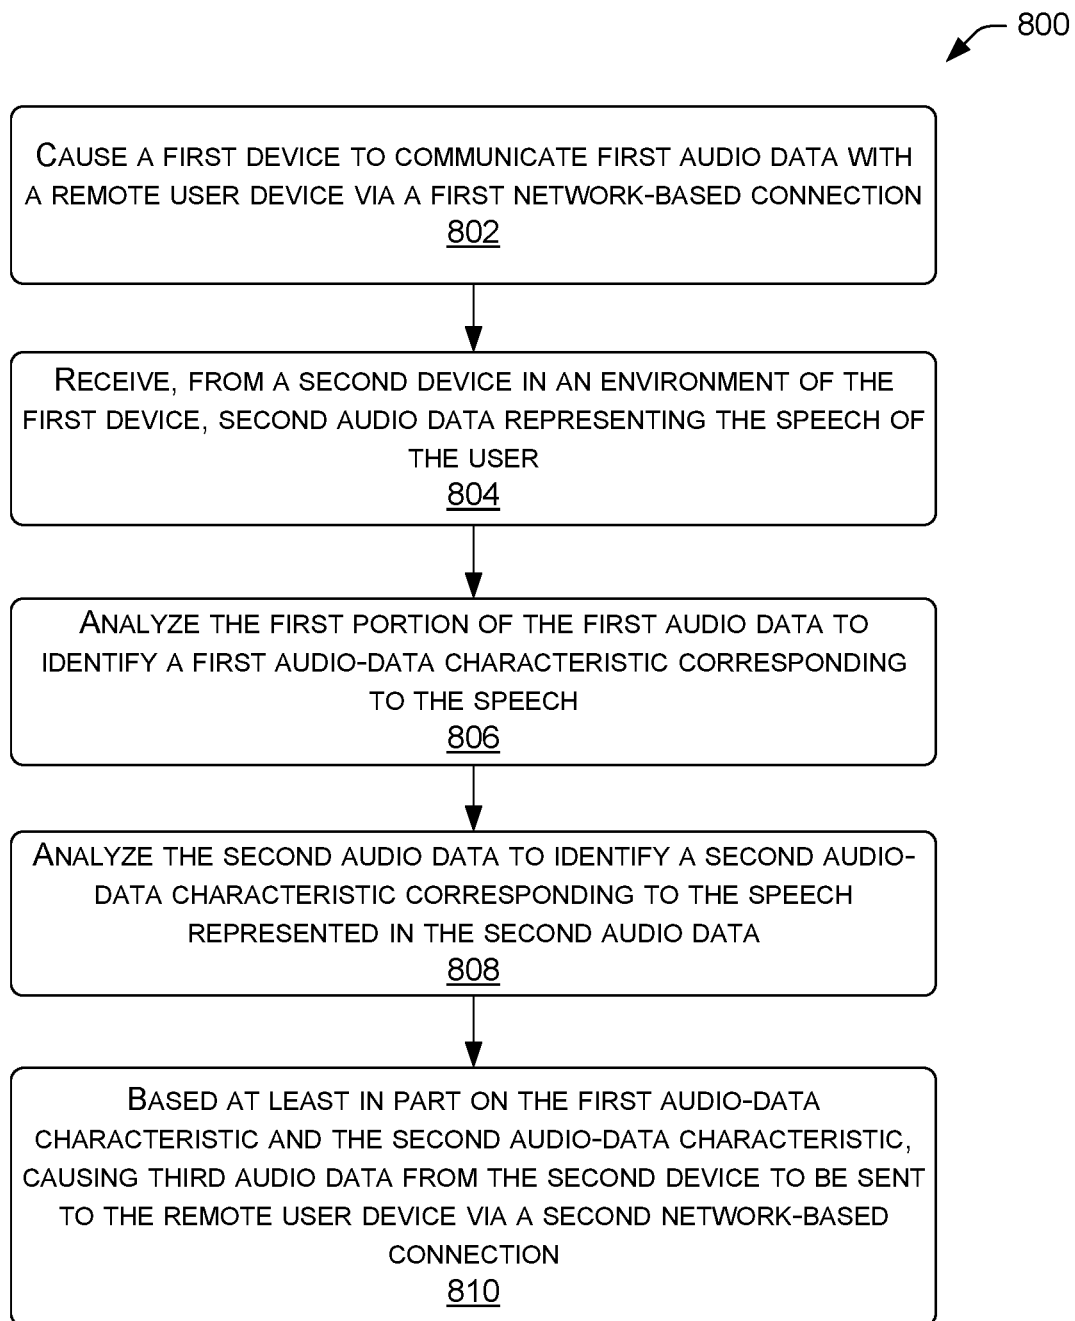 800
CAUSE A FIRST DEVICE TO COMMUNICATE FIRST AUDIO DATA WITH
A REMOTE USER DEVICE VIA A FIRST NETWORK-BASED CONNECTION
802
RECEIVE, FROM A SECOND DEVICE IN AN ENVIRONMENT OF THE
FIRST DEVICE, SECOND AUDIO DATA REPRESENTING THE SPEECH OF
THE USER
804
ANALYZE THE FIRST PORTION OF THE FIRST AUDIO DATA TO
IDENTIFY A FIRST AUDIO-DATA CHARACTERISTIC CORRESPONDING
TO THE SPEECH
806
ANALYZE THE SECOND AUDIO DATA TO IDENTIFY A SECOND AUDIO-
DATA CHARACTERISTIC CORRESPONDING TO THE SPEECH
REPRESENTED IN THE SECOND AUDIO DATA
808
BASED AT LEAST IN PART ON THE FIRST AUDIO-DATA
CHARACTERISTIC AND THE SECOND AUDIO-DATA CHARACTERISTIC,
CAUSING THIRD AUDIO DATA FROM THE SECOND DEVICE TO BE SENT
TO THE REMOTE USER DEVICE VIA A SECOND NETWORK-BASED
CONNECTION
810